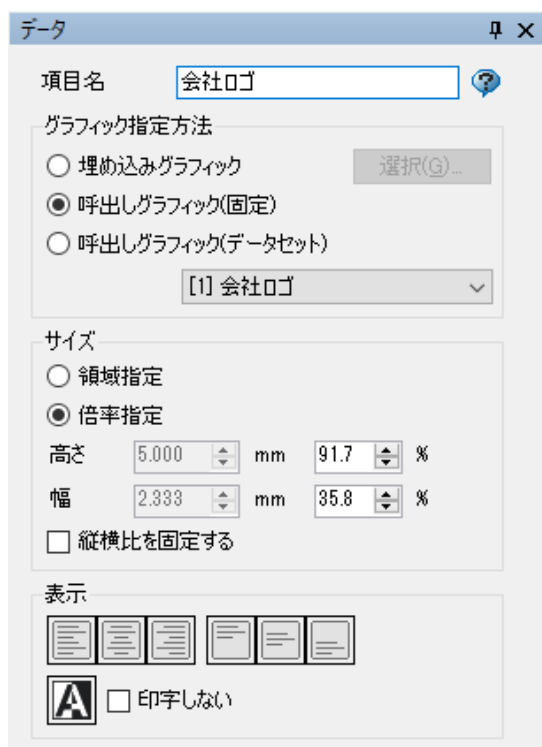 データ
項目名 会社ロゴ
グラフィック指定方法
埋め込みグラフィック 選択(G)...
呼出しグラフィック(固定)
呼出しグラフィック(データセット)
[1] 会社ロゴ
サイズ
領域指定
倍率指定
高さ 5.000 mm 91.7 %
幅 2.333 mm 35.8 %
縦横比を固定する
表示
A 印字しない